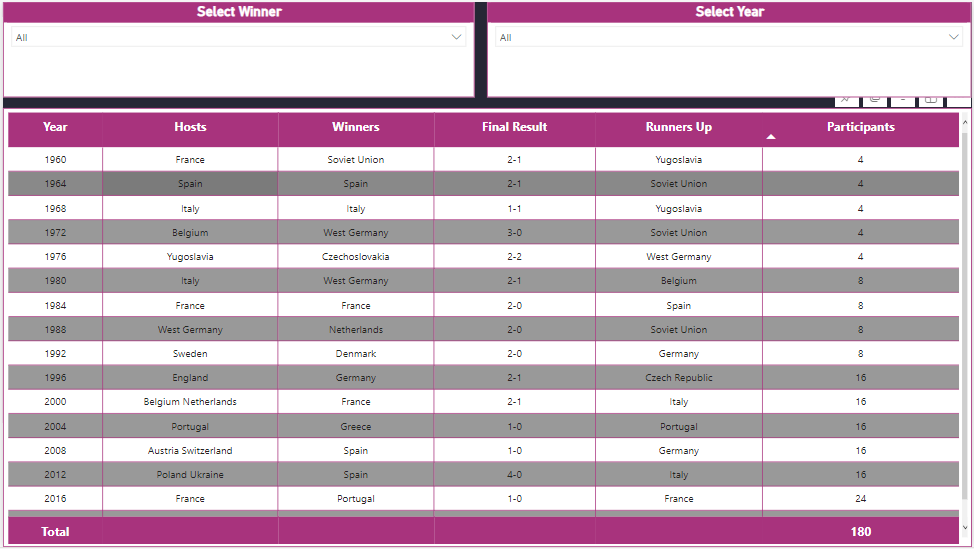 Select Winner
Select Year
All
All
Year Hosts Winners Final Result Runners Up Participants
1960 France Soviet Union 2-1 Yugoslavia 4
1964 Spain Spain 2-1 Soviet Union 4
1968 Italy Italy 1-1 Yugoslavia 4
1972 Belgium West Germany 3-0 Soviet Union 4
1976 Yugoslavia Czechoslovakia 2-2 West Germany 4
1980 Italy West Germany 2-1 Belgium 8
1984 France France 2-0 Spain 8
1988 West Germany Netherlands 2-0 Soviet Union 8
1992 Sweden Denmark 2-0 Germany 8
1996 England Germany 2-1 Czech Republic 16
2000 Belgium Netherlands France 2-1 Italy 16
2004 Portugal Greece 1-0 Portugal 16
2008 Austria Switzerland Spain 1-0 Germany 16
2012 Poland Ukraine Spain 4-0 Italy 16
2016 France Portugal 1-0 France 24
Total 180